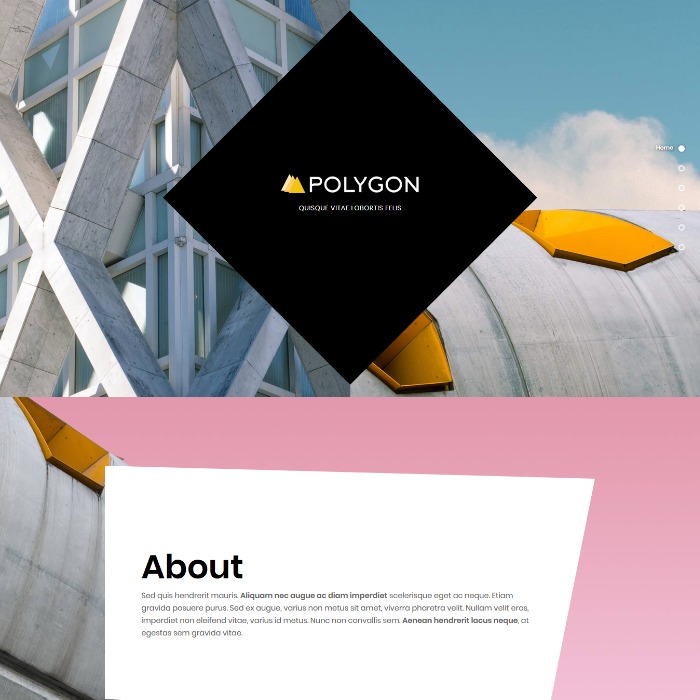 POLYGON
QUISQUE VITAE LOBORTIS FELIS
Home
About
Sed quis hendrerit mauris. Aliquam nec augue ac diam imperdiet scelerisque eget ac neque. Etiam
gravida posuere purus. Sed ex augue, varius non metus sit amet, viverra pharetra velit. Nullam velit eros,
imperdiet non eleifend vitae, varius id metus. Nunc non convallis sem. Aenean hendrerit lacus neque, at
egestas sem gravida vitae.